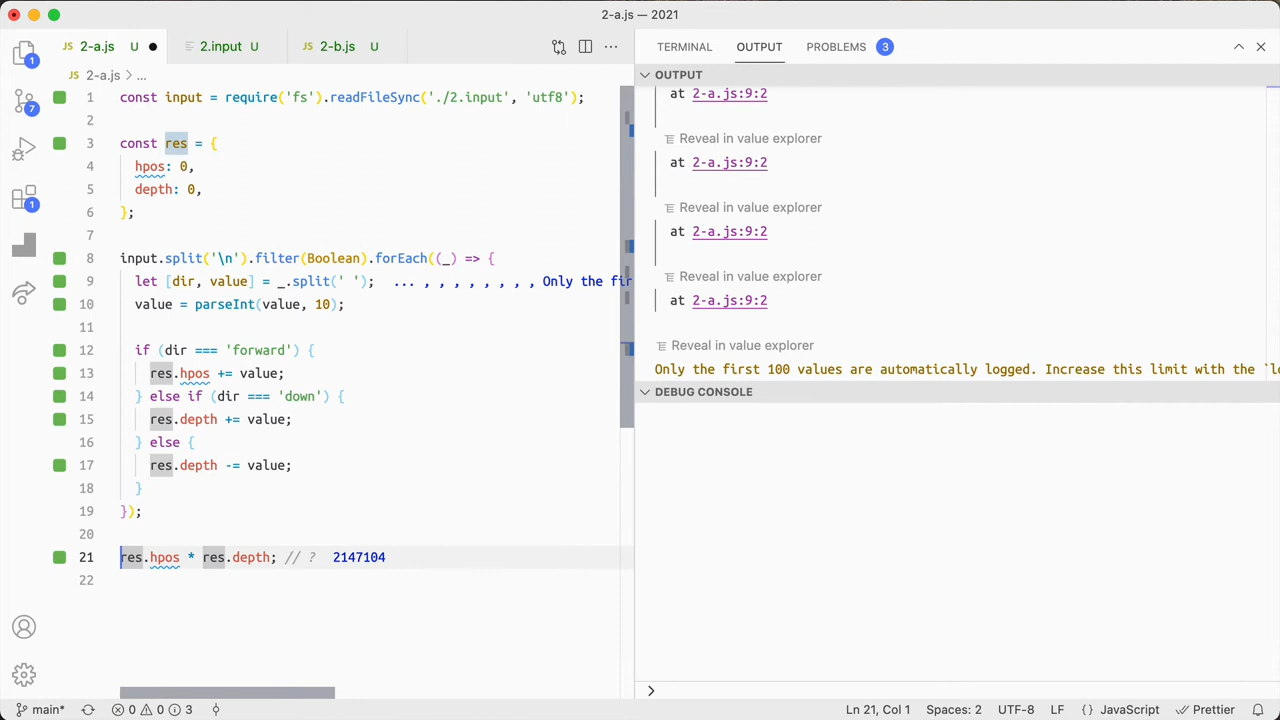 2-a.js — 2021
JS 2-a.js U
2.input U
JS 2-b.js U
TERMINAL OUTPUT PROBLEMS 3
JS 2-a.js > ...
OUTPUT
1
7
1
1 const input = require('fs').readFileSync('./2.input', 'utf8');
2
3 const res = {
4 hpos: 0,
5 depth: 0,
6 };
7
8 input.split('\n').filter(Boolean).forEach((_) => {
9 let [dir, value] = _.split(' '); ... , , , , , , , , Only the fir
10 value = parseInt(value, 10);
11
12 if (dir === 'forward') {
13 res.hpos += value;
14 } else if (dir === 'down') {
15 res.depth += value;
16 } else {
17 res.depth -= value;
18 }
19 });
20
21 res.hpos * res.depth; // ? 2147104
22
at 2-a.js:9:2
Reveal in value explorer
at 2-a.js:9:2
Reveal in value explorer
at 2-a.js:9:2
Reveal in value explorer
at 2-a.js:9:2
Reveal in value explorer
Only the first 100 values are automatically logged. Increase this limit with the `lo
DEBUG CONSOLE
>
main* 0 0 3 Ln 21, Col 1 Spaces: 2 UTF-8 LF {} JavaScript Prettier